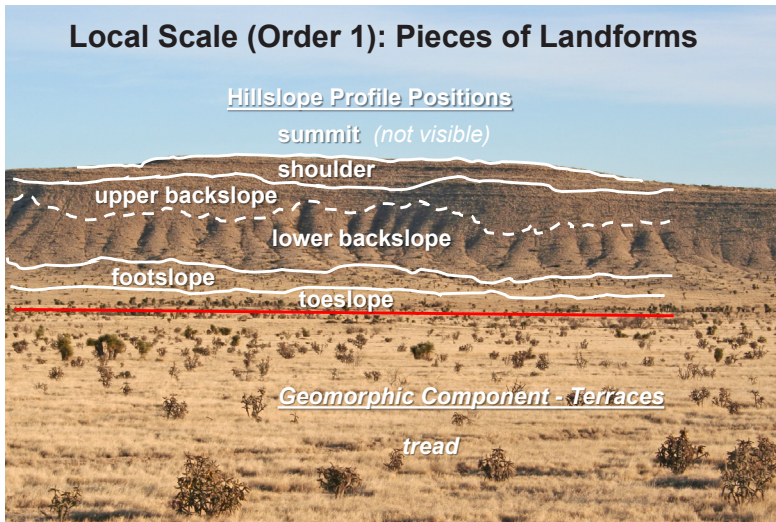 Local Scale (Order 1): Pieces of Landforms
Hillslope Profile Positions
summit (not visible)
shoulder
upper backslope
lower backslope
footslope
toeslope
Geomorphic Component - Terraces
tread